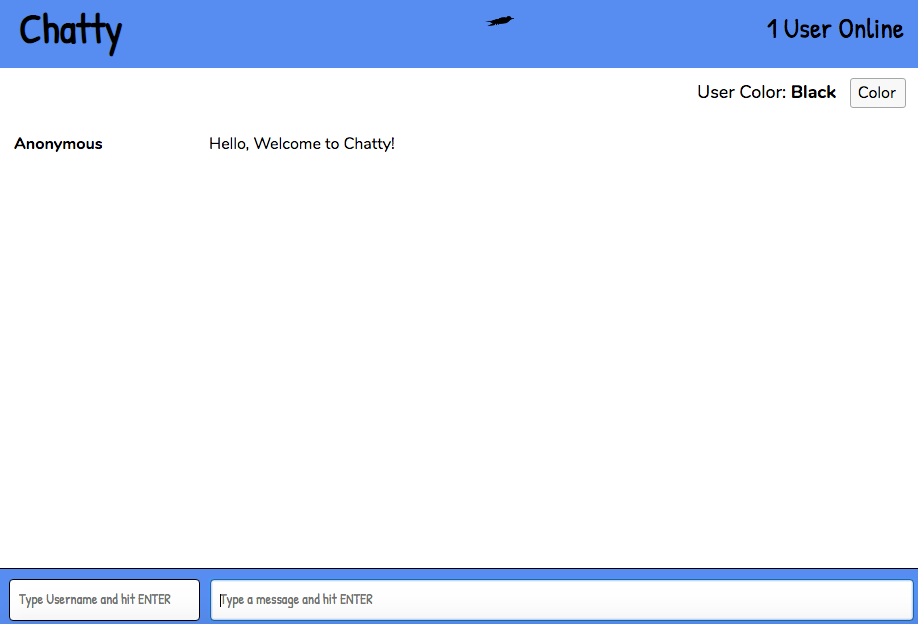 Chatty
1 User Online
User Color: Black Color
Anonymous Hello, Welcome to Chatty!
Type Username and hit ENTER Type a message and hit ENTER